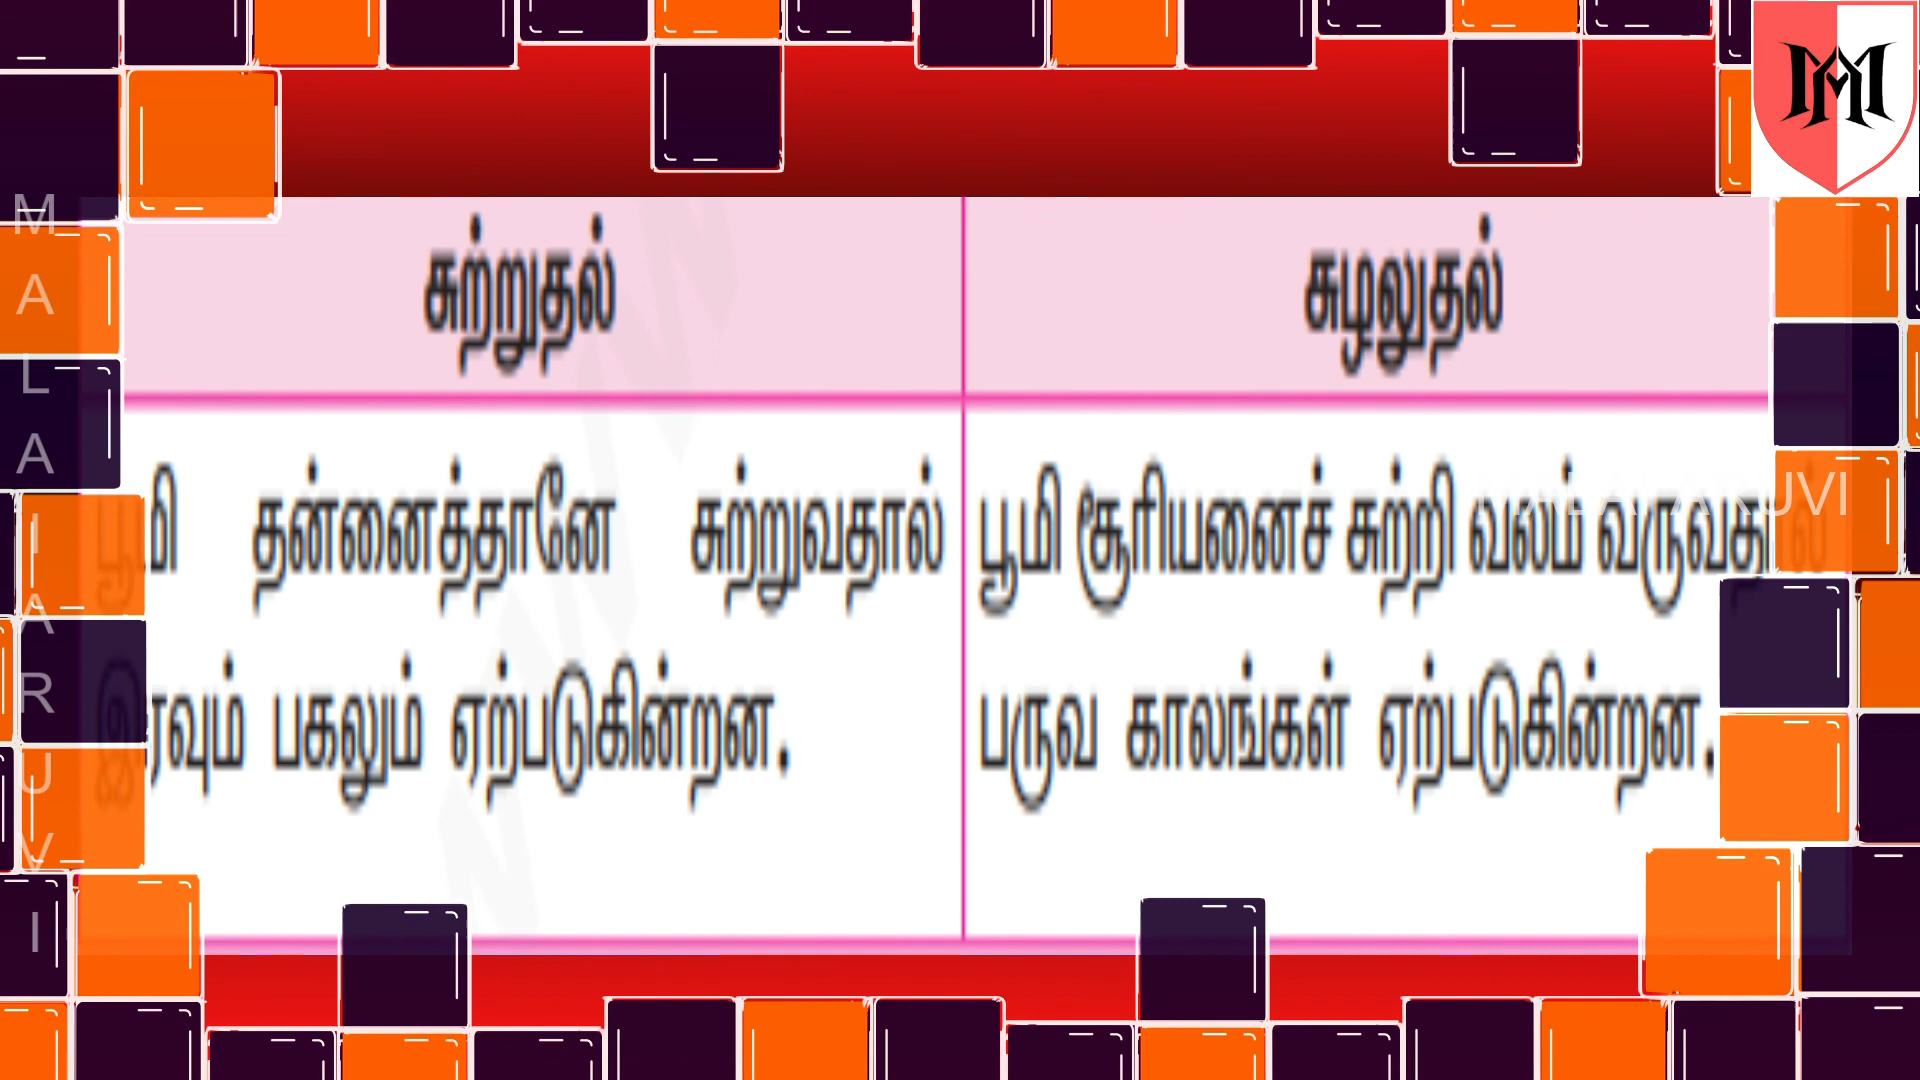 சுற்றுதல்
சுழலுதல்
பூமி தன்னைத்தானே சுற்றுவதால்
இரவும் பகலும் ஏற்படுகின்றன.
பூமி சூரியனைச் சுற்றி வலம் வருவதால்
பருவ காலங்கள் ஏற்படுகின்றன.
MALAIARUVI
MALAIARUVI